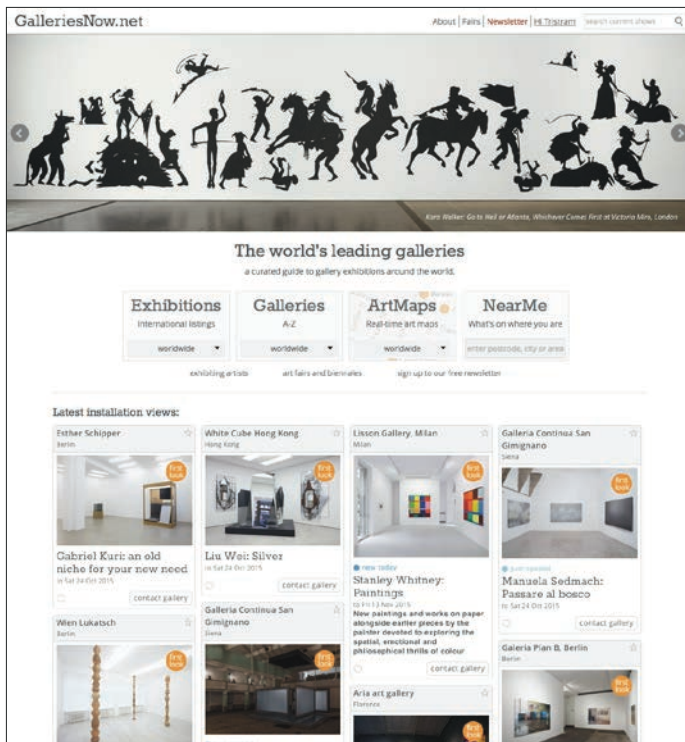 GalleriesNow.net
About | Fairs | Newsletter | Hi Tristram
search current shows
Kara Walker: Go to Hell or Atlanta, Whichever Comes First at Victoria Miro, London
The world's leading galleries
a curated guide to gallery exhibitions around the world.
Exhibitions
International listings
worldwide
Galleries
A-Z
worldwide
ArtMaps
Real-time art maps
worldwide
NearMe
What's on where you are
enter postcode, city or area
exhibiting artists
art fairs and biennales
sign up to our free newsletter
Latest installation views:
Esther Schipper
Berlin
first
look
Gabriel Kuri: an old
niche for your new need
to Sat 24 Oct 2015
contact gallery
Wien Lukatsch
Berlin
first
look
White Cube Hong Kong
Hong Kong
first
look
Liu Wei: Silver
to Sat 24 Oct 2015
contact gallery
Galleria Continua San
Gimignano
Siena
first
look
Lisson Gallery, Milan
Milan
first
look
new today
Stanley Whitney:
Paintings
to Fri 13 Nov 2015
New paintings and works on paper
alongside earlier pieces by the
painter devoted to exploring the
spatial, emotional and
philosophical thrills of colour
contact gallery
Aria art gallery
Florence
first
look
Galleria Continua San
Gimignano
Siena
first
look
just opened
Manuela Sedmach:
Passare al bosco
to Sat 24 Oct 2015
contact gallery
Galeria Plan B, Berlin
Berlin
first
look